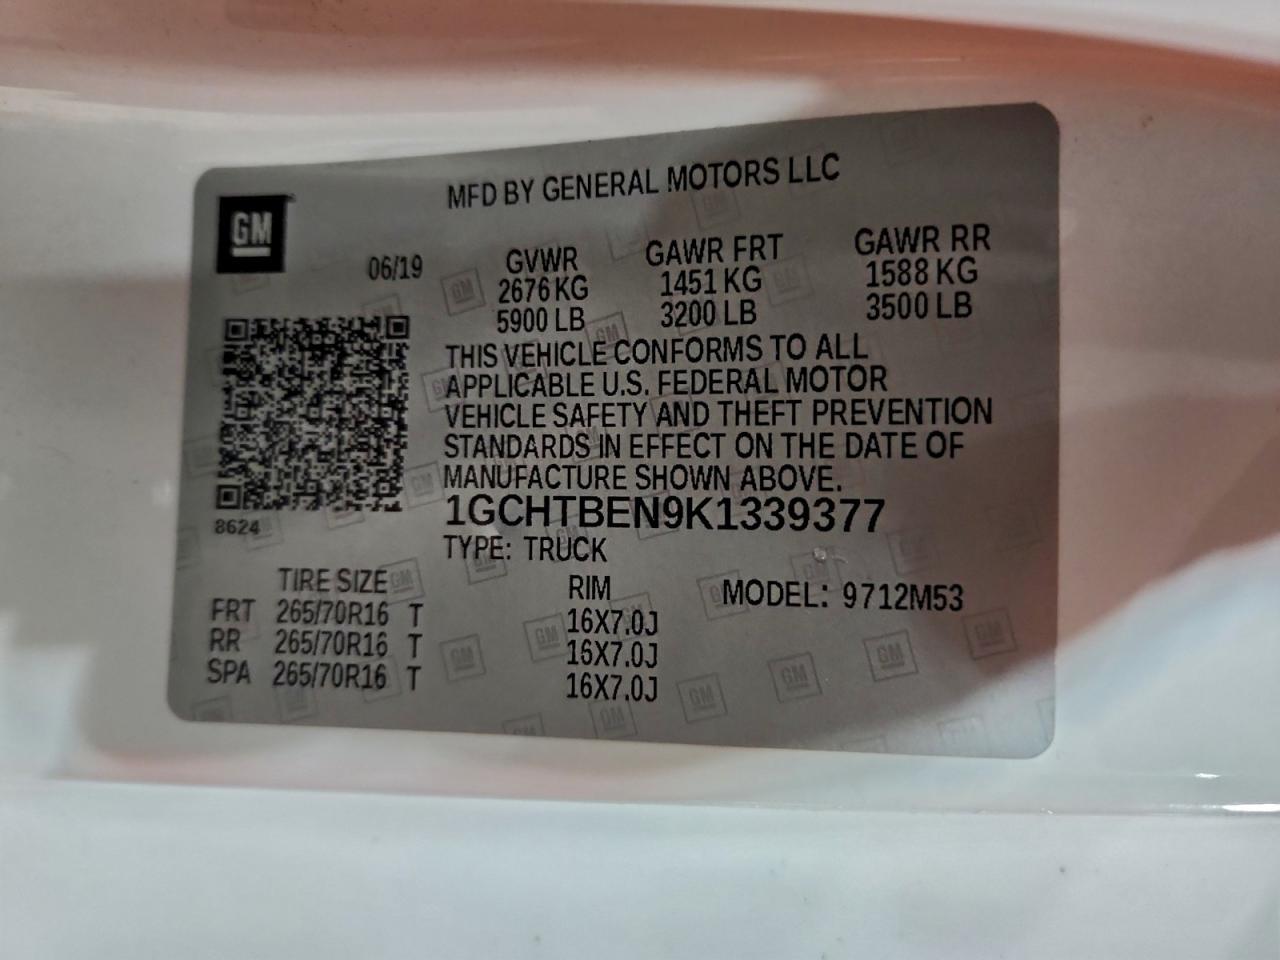 MFD BY GENERAL MOTORS LLC
GM
06/19
GVWR GAWR FRT GAWR RR
2676 KG 1451 KG 1588 KG
5900 LB 3200 LB 3500 LB
THIS VEHICLE CONFORMS TO ALL
APPLICABLE U.S. FEDERAL MOTOR
VEHICLE SAFETY AND THEFT PREVENTION
STANDARDS IN EFFECT ON THE DATE OF
MANUFACTURE SHOWN ABOVE.
8624
1GCHTBEN9K1339377
TYPE: TRUCK
TIRE SIZE RIM MODEL: 9712M53
FRT 265/70R16 T 16X7.0J
RR 265/70R16 T 16X7.0J
SPA 265/70R16 T 16X7.0J